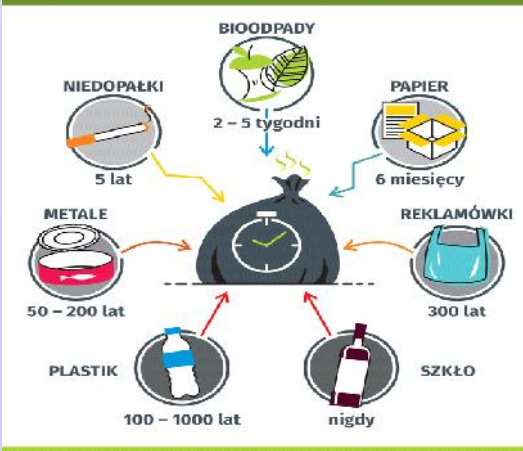 BIOODPADY
2 – 5 tygodni
NIEDOPAŁKI
5 lat
PAPIER
6 miesięcy
METALE
50 – 200 lat
REKLAMÓWKI
300 lat
PLASTIK
100 – 1000 lat
SZKŁO
nigdy